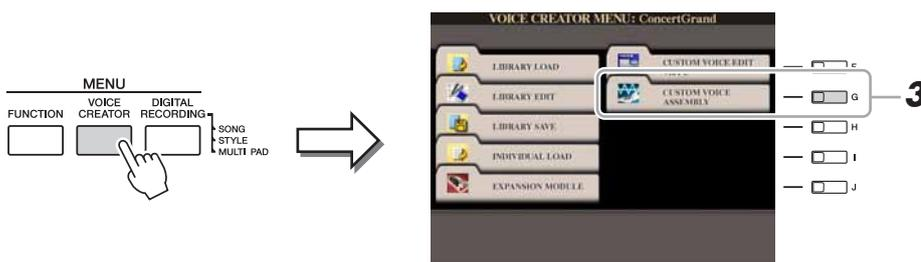 MENU
FUNCTION
VOICE
CREATOR
DIGITAL
RECORDING
SONG
STYLE
MULTI PAD
VOICE CREATOR MENU: ConcertGrand
LIBRARY LOAD
LIBRARY EDIT
LIBRARY SAVE
INDIVIDUAL LOAD
EXPANSION MODULE
CUSTOM VOICE EDIT
CUSTOM VOICE
ASSEMBLY
F
G
H
I
J
3